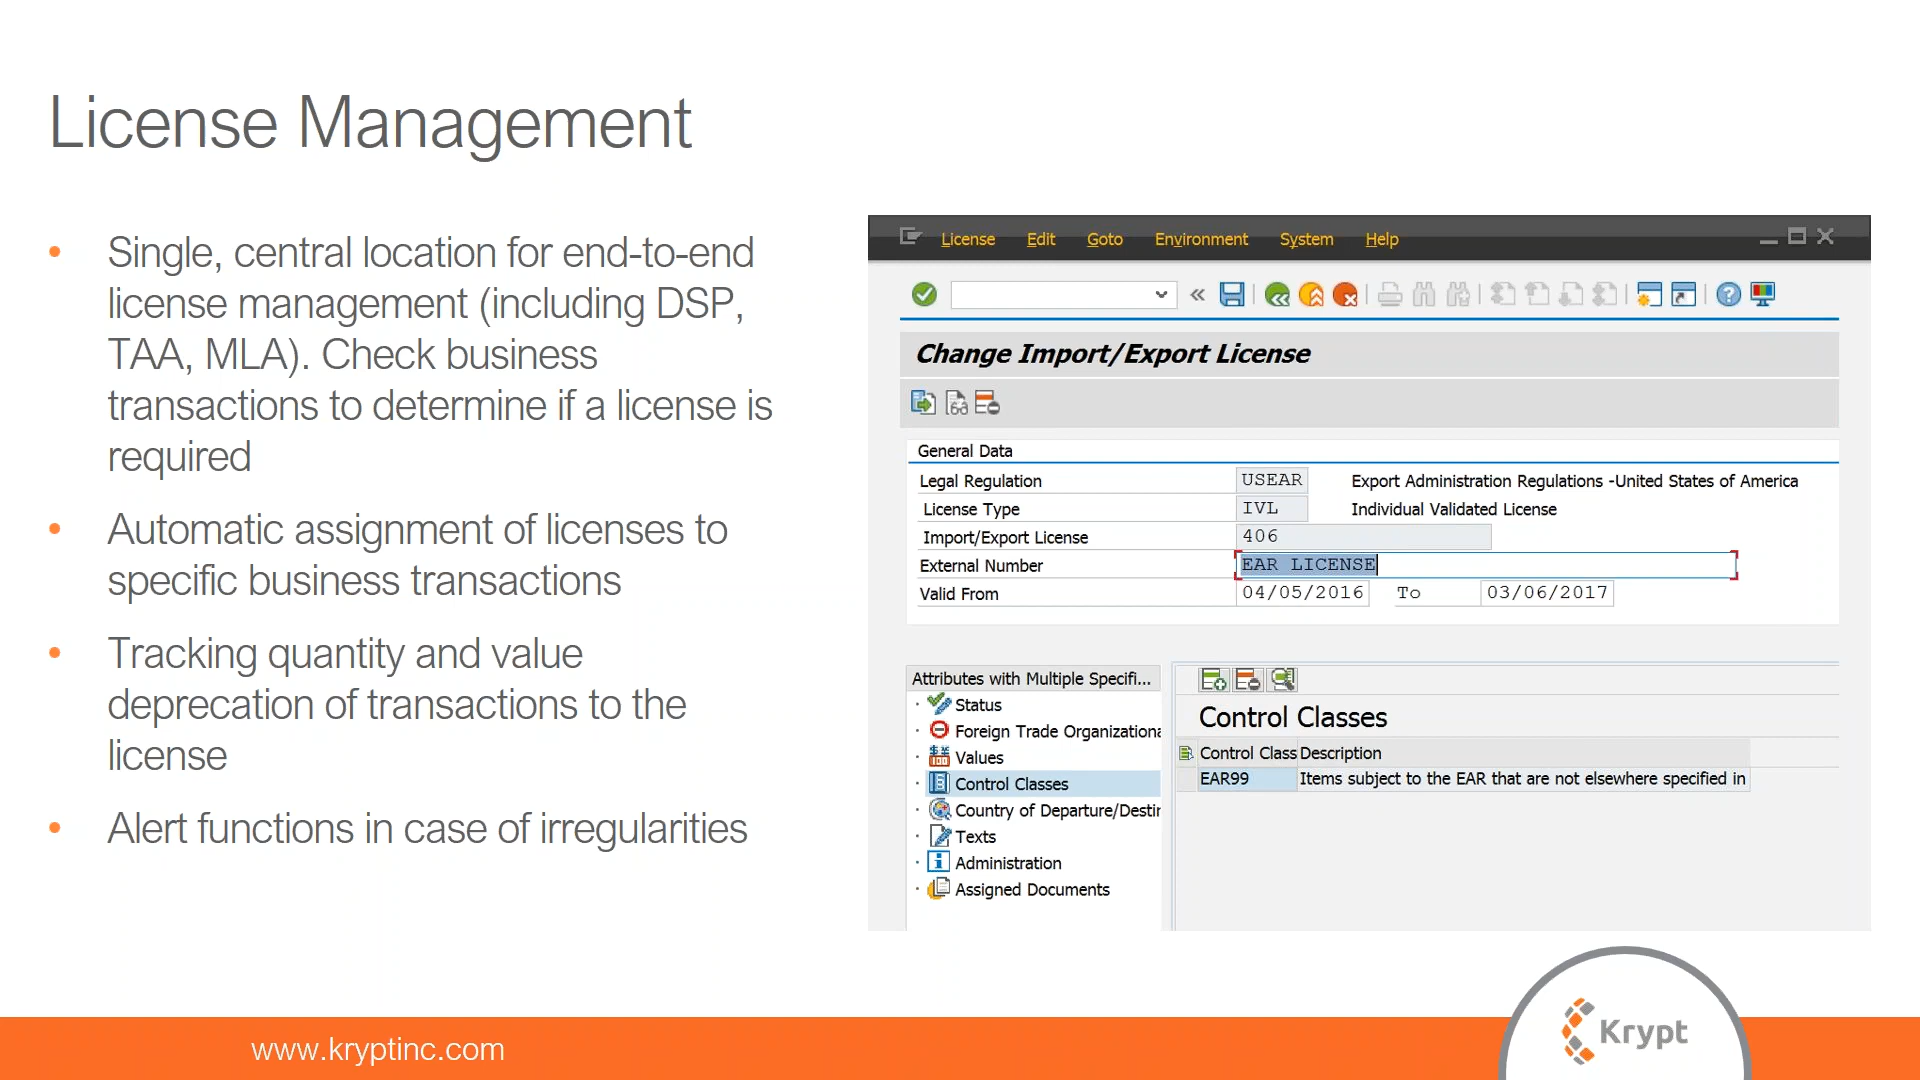 License Management
• Single, central location for end-to-end
license management (including DSP,
TAA, MLA). Check business
transactions to determine if a license is
required
• Automatic assignment of licenses to
specific business transactions
• Tracking quantity and value
deprecation of transactions to the
license
• Alert functions in case of irregularities
License Edit Goto Environment System Help
Change Import/Export License
General Data
Legal Regulation USEAR Export Administration Regulations -United States of America
License Type IVL Individual Validated License
Import/Export License 406
External Number EAR LICENSE
Valid From 04/05/2016 To 03/06/2017
Attributes with Multiple Specifi...
Status
Foreign Trade Organizationa
Values
Control Classes
Country of Departure/Destin
Texts
Administration
Assigned Documents
Control Classes
Control Class Description
EAR99 Items subject to the EAR that are not elsewhere specified in
www.kryptinc.com
Krypt